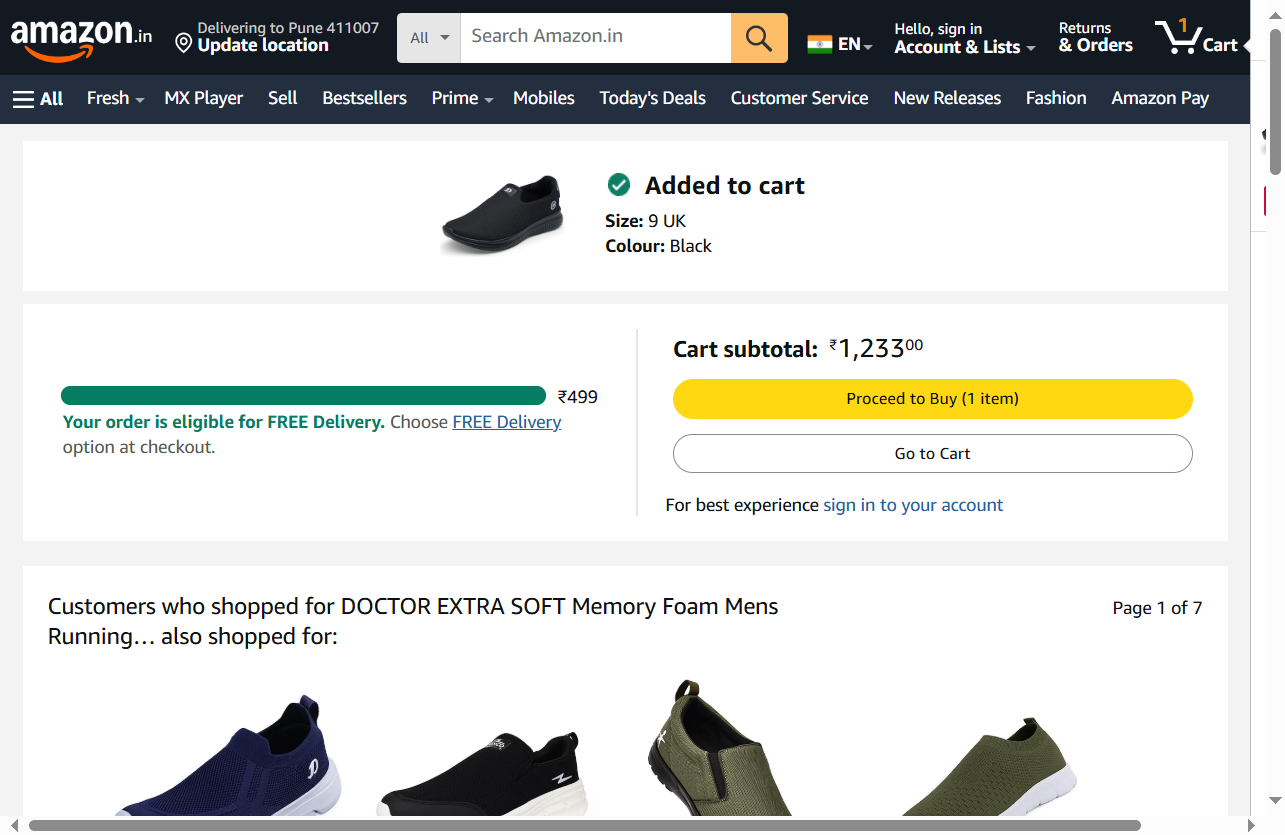 amazon.in
Delivering to Pune 411007
Update location
All
Search Amazon.in
EN
Hello, sign in
Account & Lists
Returns
& Orders
1
Cart
All
Fresh
MX Player
Sell
Bestsellers
Prime
Mobiles
Today's Deals
Customer Service
New Releases
Fashion
Amazon Pay
Added to cart
Size: 9 UK
Colour: Black
₹499
Your order is eligible for FREE Delivery. Choose FREE Delivery
option at checkout.
Cart subtotal: ₹1,23300
Proceed to Buy (1 item)
Go to Cart
For best experience sign in to your account
Customers who shopped for DOCTOR EXTRA SOFT Memory Foam Mens
Running… also shopped for:
Page 1 of 7